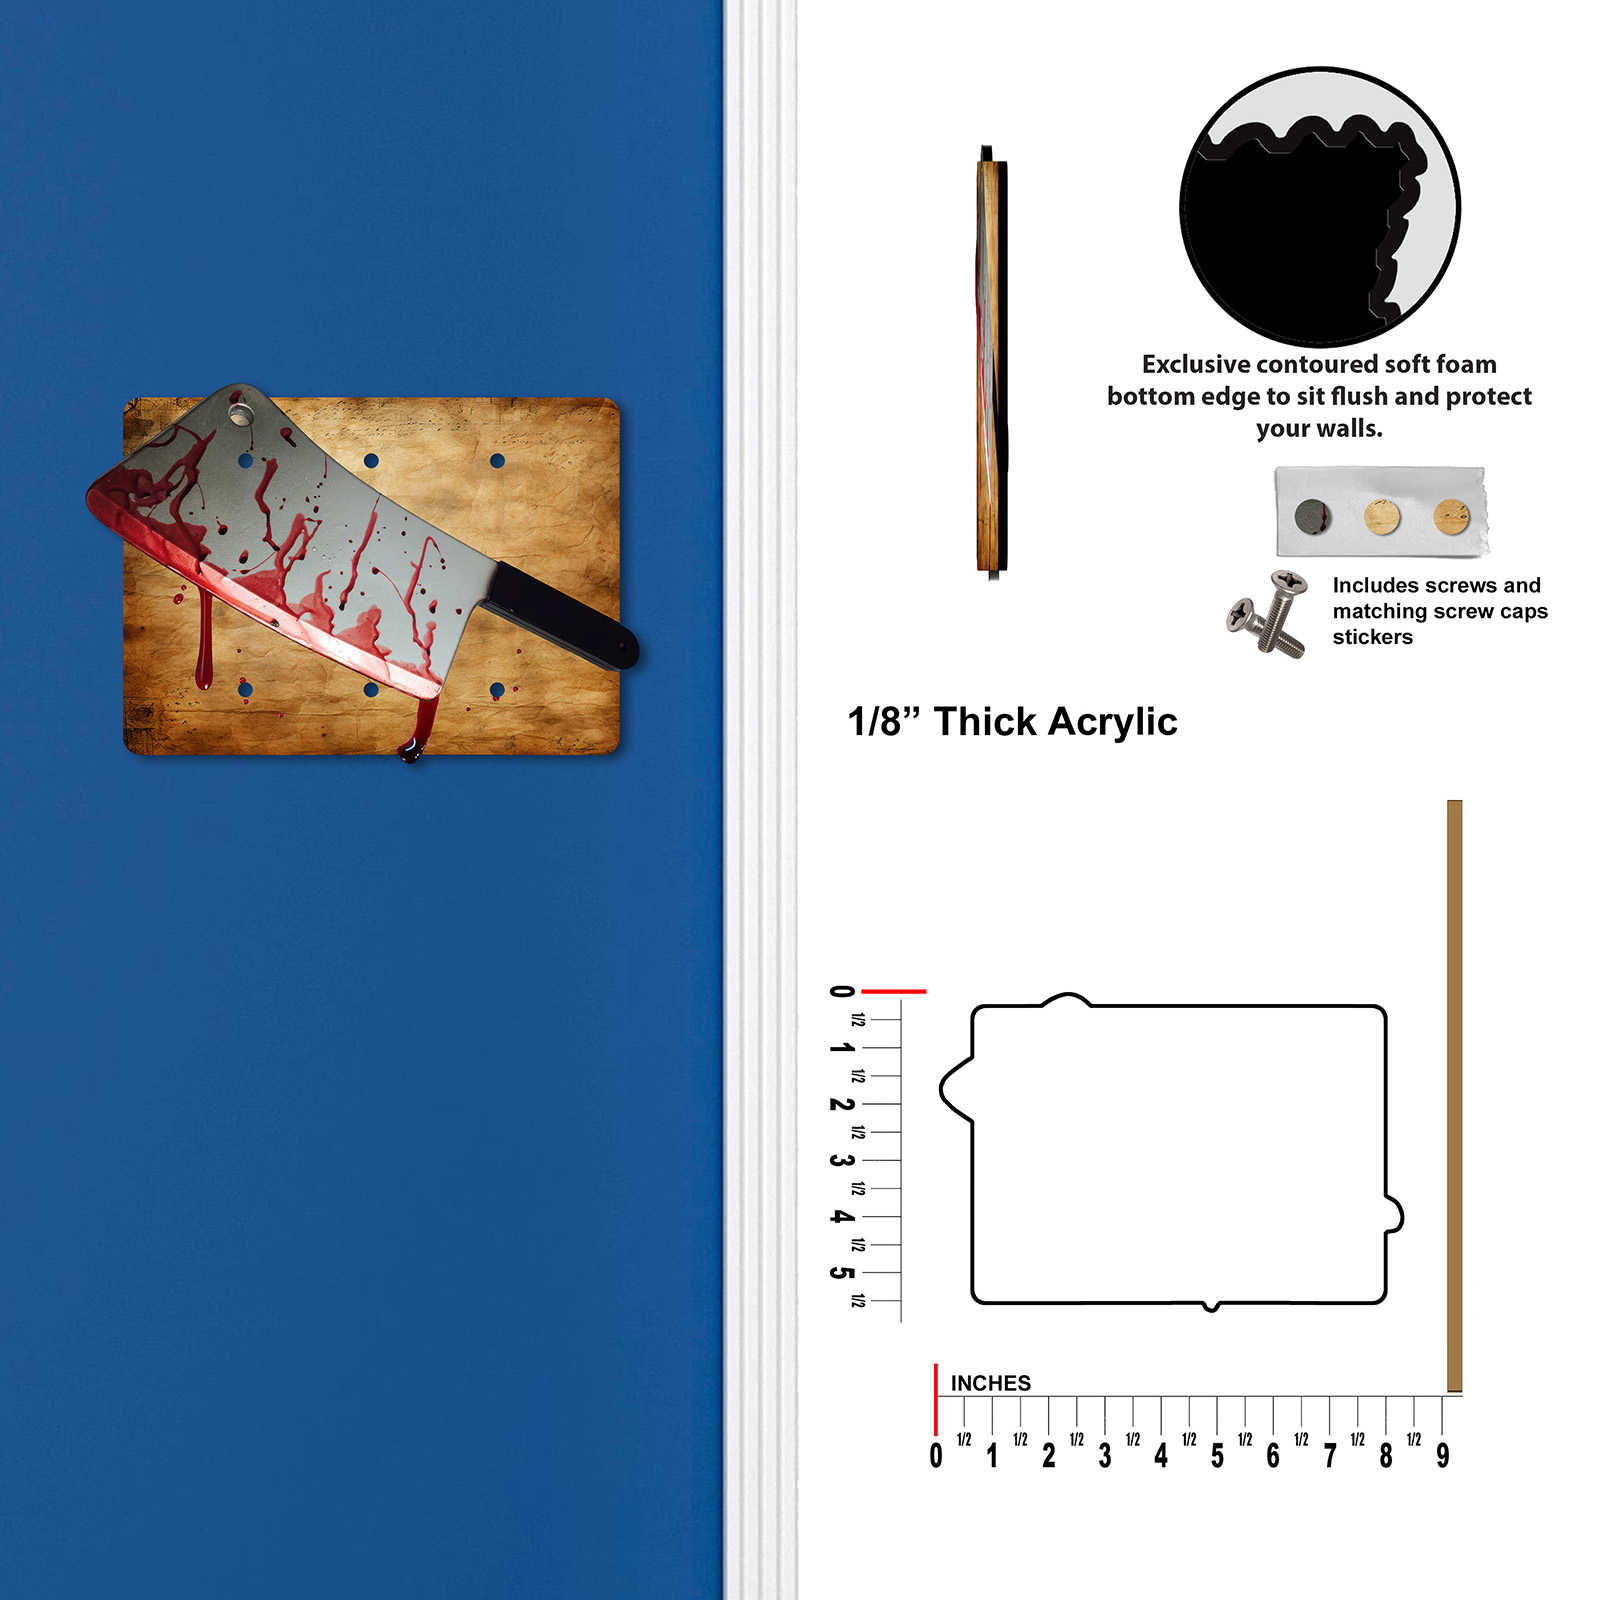 Exclusive contoured soft foam
bottom edge to sit flush and protect
your walls.
Includes screws and
matching screw caps
stickers
1/8” Thick Acrylic
0
1/2
1
1/2
2
1/2
3
1/2
4
1/2
5
1/2
INCHES
0 1/2 1 1/2 2 1/2 3 1/2 4 1/2 5 1/2 6 1/2 7 1/2 8 1/2 9